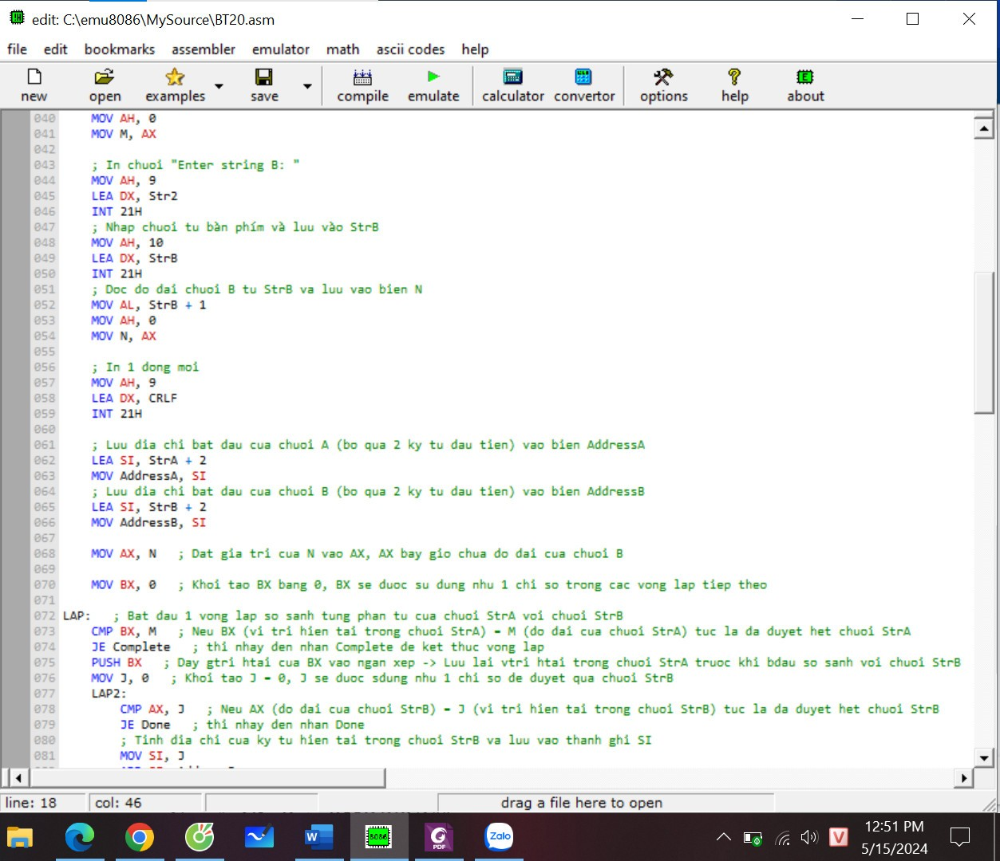 edit: C:\emu8086\MySource\BT20.asm
file edit bookmarks assembler emulator math ascii codes help
new open examples save compile emulate calculator convertor options help about
040 MOV AH, 0
041 MOV M, AX
042
043 ; In chuoi "Enter string B: "
044 MOV AH, 9
045 LEA DX, Str2
046 INT 21H
047 ; Nhap chuoi tu bàn phím và luu vào StrB
048 MOV AH, 10
049 LEA DX, StrB
050 INT 21H
051 ; Doc do dai chuoi B tu StrB va luu vao bien N
052 MOV AL, StrB + 1
053 MOV AH, 0
054 MOV N, AX
055
056 ; In 1 dong moi
057 MOV AH, 9
058 LEA DX, CRLF
059 INT 21H
060
061 ; Luu dia chi bat dau cua chuoi A (bo qua 2 ky tu dau tien) vao bien AddressA
062 LEA SI, StrA + 2
063 MOV AddressA, SI
064 ; Luu dia chi bat dau cua chuoi B (bo qua 2 ky tu dau tien) vao bien AddressB
065 LEA SI, StrB + 2
066 MOV AddressB, SI
067
068 MOV AX, N ; Dat gia tri cua N vao AX, AX bay gio chua do dai cua chuoi B
069
070 MOV BX, 0 ; Khoi tao BX bang 0, BX se duoc su dung nhu 1 chi so trong cac vong lap tiep theo
071
072 LAP: ; Bat dau 1 vong lap so sanh tung phan tu cua chuoi StrA voi chuoi StrB
073 CMP BX, M ; Neu BX (vi tri hien tai trong chuoi StrA) = M (do dai cua chuoi StrA) tuc la da duyet het chuoi StrA
074 JE Complete ; thi nhay den nhan Complete de ket thuc vong lap
075 PUSH BX ; Day gtri htai cua BX vao ngan xep -> Luu lai vtri htai trong chuoi StrA truoc khi bdau so sanh voi chuoi StrB
076 MOV J, 0 ; Khoi tao J = 0, J se duoc sdung nhu 1 chi so de duyet qua chuoi StrB
077 LAP2:
078 CMP AX, J ; Neu AX (do dai cua chuoi StrB) = J (vi tri hien tai trong chuoi StrB) tuc la da duyet het chuoi StrB
079 JE Done ; thi nhay den nhan Done
080 ; Tinh dia chi cua ky tu hien tai trong chuoi StrB va luu vao thanh ghi SI
081 MOV SI, J
line: 18 col: 46 drag a file here to open
W 8086 PDF Zalo V
12:51 PM
5/15/2024